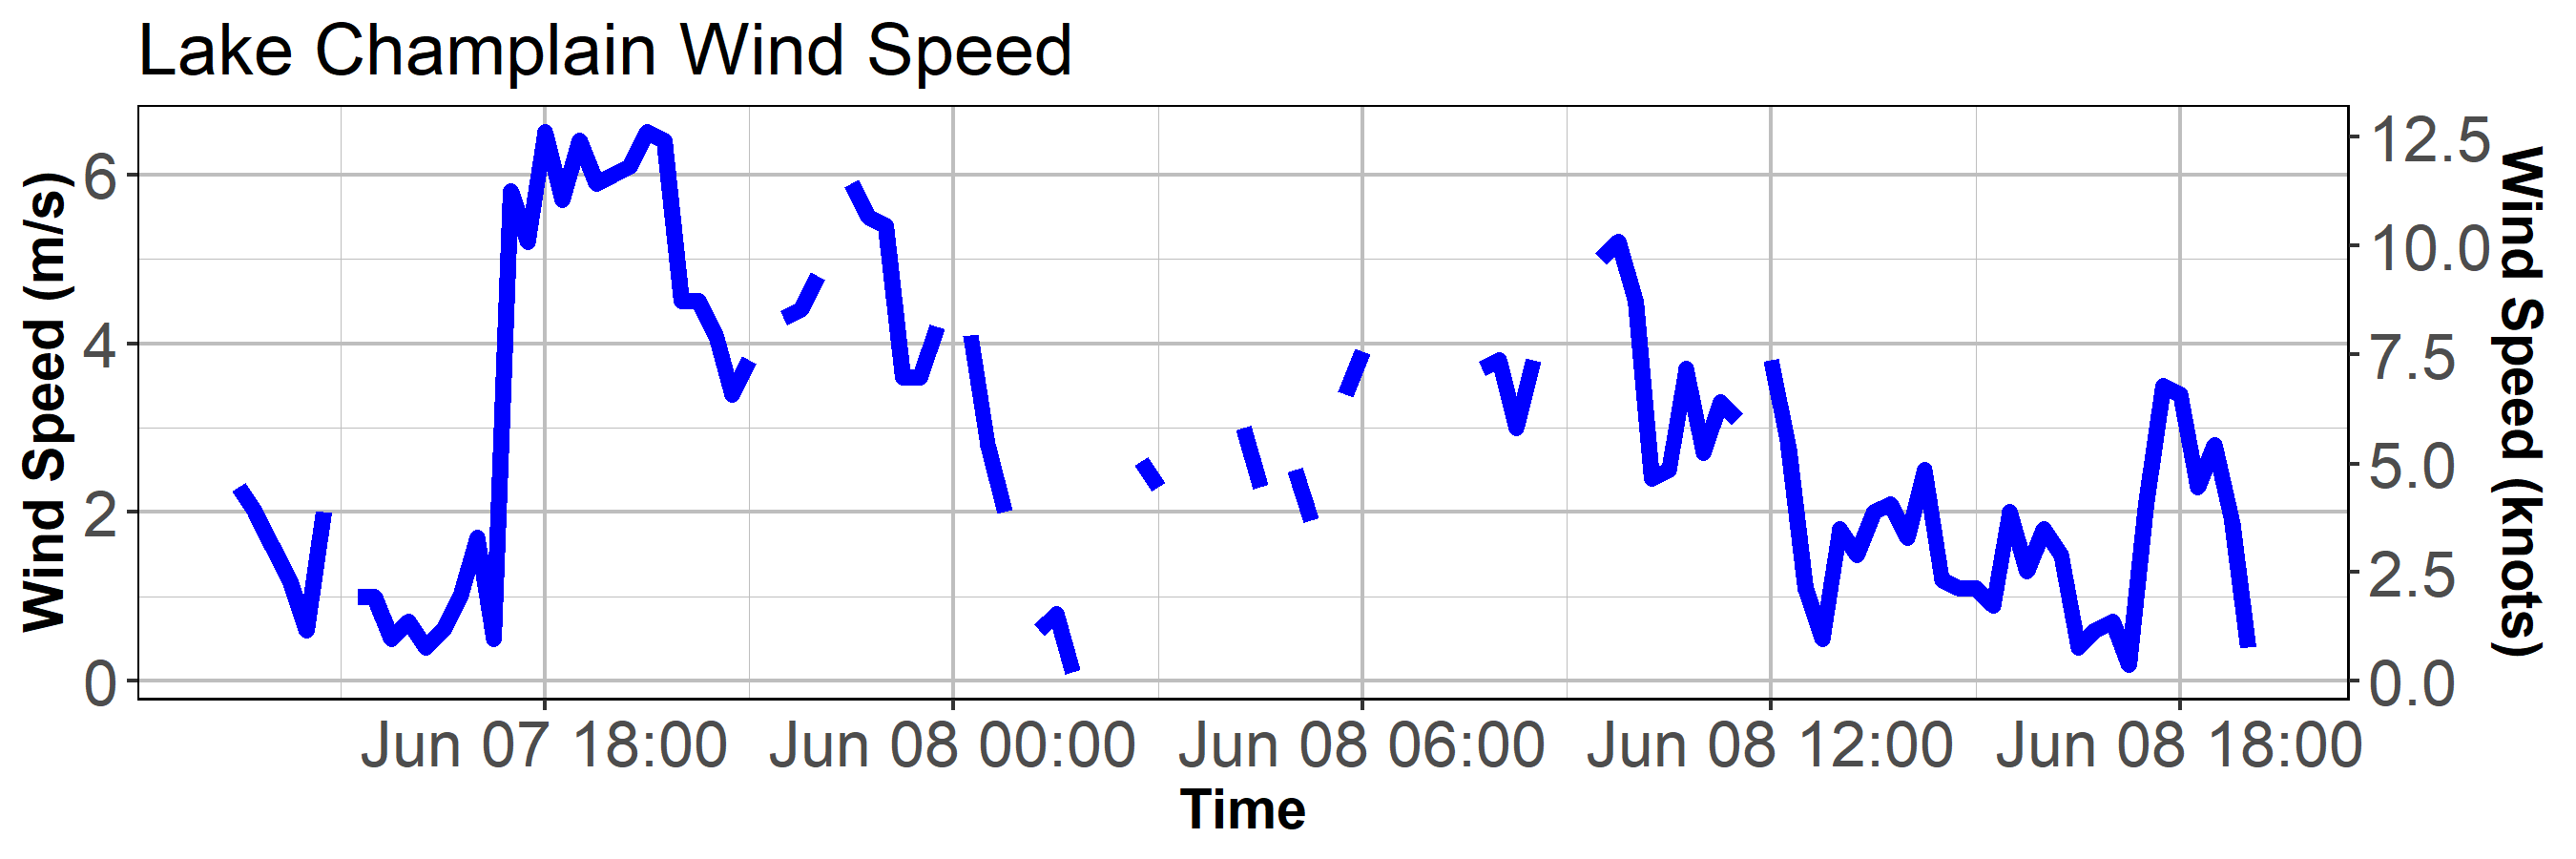 Lake Champlain Wind Speed
Wind Speed (m/s)
6
4
2
0
12.5
10.0
7.5
5.0
2.5
0.0
Wind Speed (knots)
Jun 07 18:00
Jun 08 00:00
Jun 08 06:00
Jun 08 12:00
Jun 08 18:00
Time